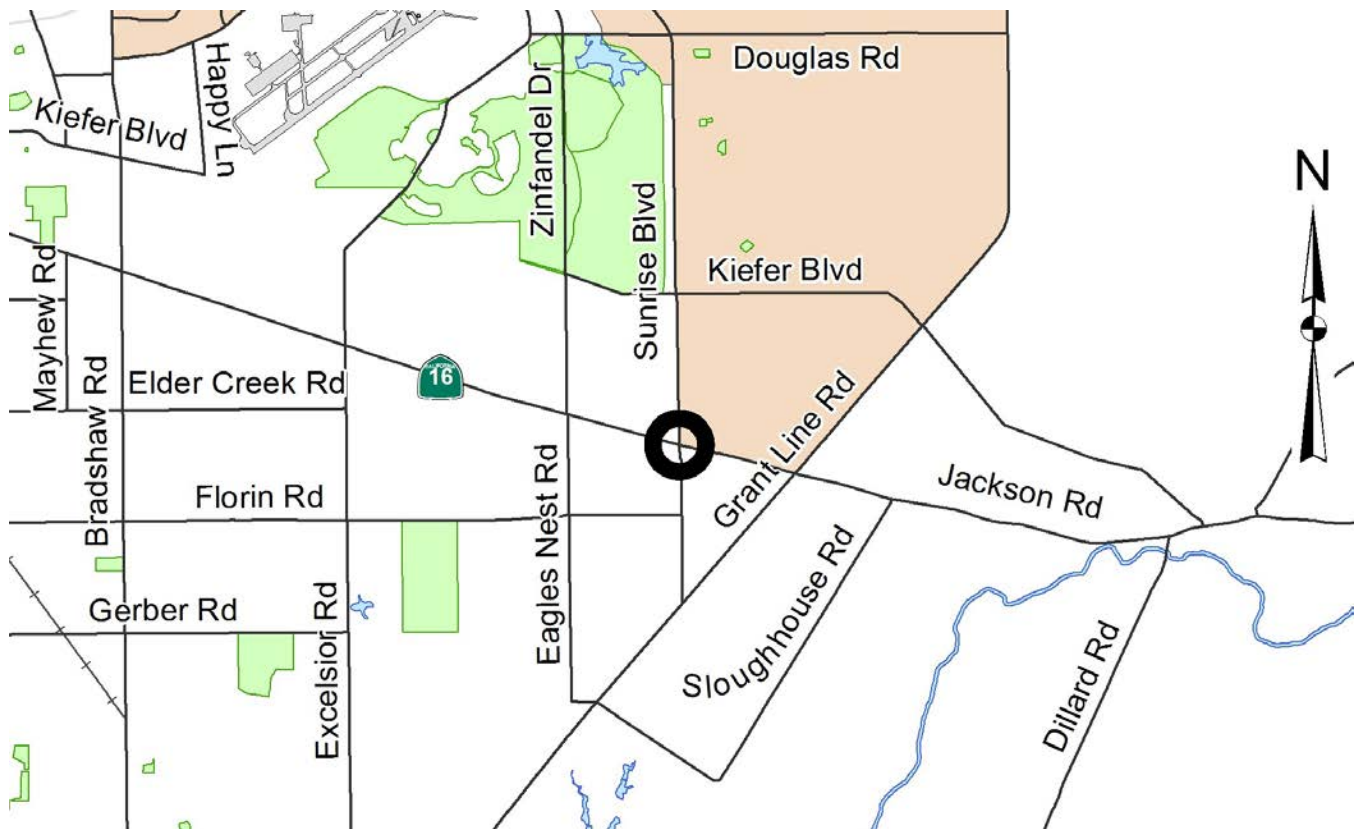 Happy Ln
Zinfandel Dr
Douglas Rd
Kiefer Blvd
N
Sunrise Blvd
Kiefer Blvd
Mayhew Rd
Bradshaw Rd
Elder Creek Rd
CALIFORNIA
16
Grant Line Rd
Florin Rd
Eagles Nest Rd
Jackson Rd
Sloughhouse Rd
Gerber Rd
Excelsior Rd
Dillard Rd